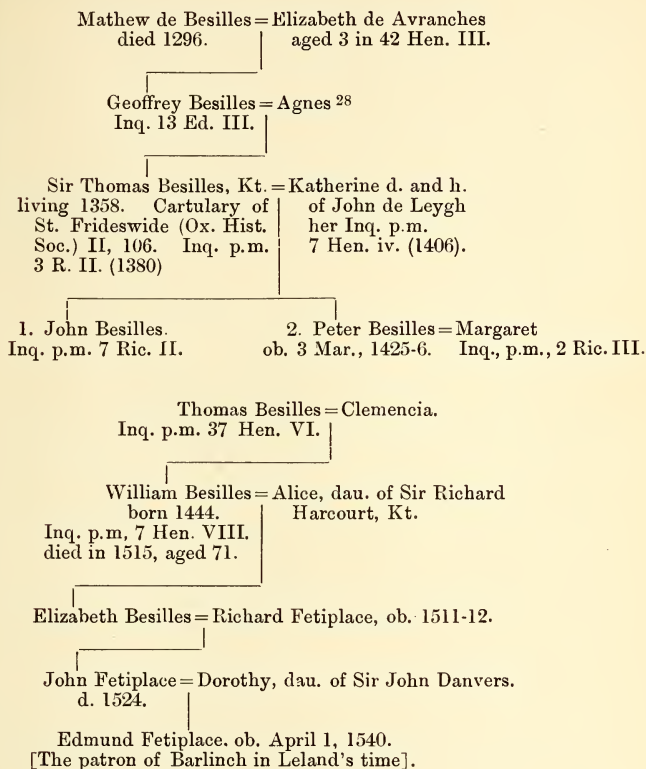 Mathew de Besilles = Elizabeth de Avranches
died 1296. aged 3 in 42 Hen. III.
Geoffrey Besilles = Agnes 28
Inq. 13 Ed. III.
Sir Thomas Besilles, Kt. = Katherine d. and h.
living 1358. Cartulary of of John de Leygh
St. Frideswide (Ox. Hist. her Inq. p.m.
Soc.) II, 106. Inq. p.m. 7 Hen. iv. (1406).
3 R. II. (1380)
1. John Besilles. 2. Peter Besilles = Margaret
Inq. p.m. 7 Ric. II. ob. 3 Mar., 1425-6. Inq., p.m., 2 Ric. III.
Thomas Besilles = Clemencia.
Inq. p.m. 37 Hen. VI.
William Besilles = Alice, dau. of Sir Richard
born 1444. Harcourt, Kt.
Inq. p.m, 7 Hen. VIII.
died in 1515, aged 71.
Elizabeth Besilles = Richard Fetiplace, ob. 1511-12.
John Fetiplace = Dorothy, dau. of Sir John Danvers.
d. 1524.
Edmund Fetiplace. ob. April 1, 1540.
[The patron of Barlinch in Leland's time].